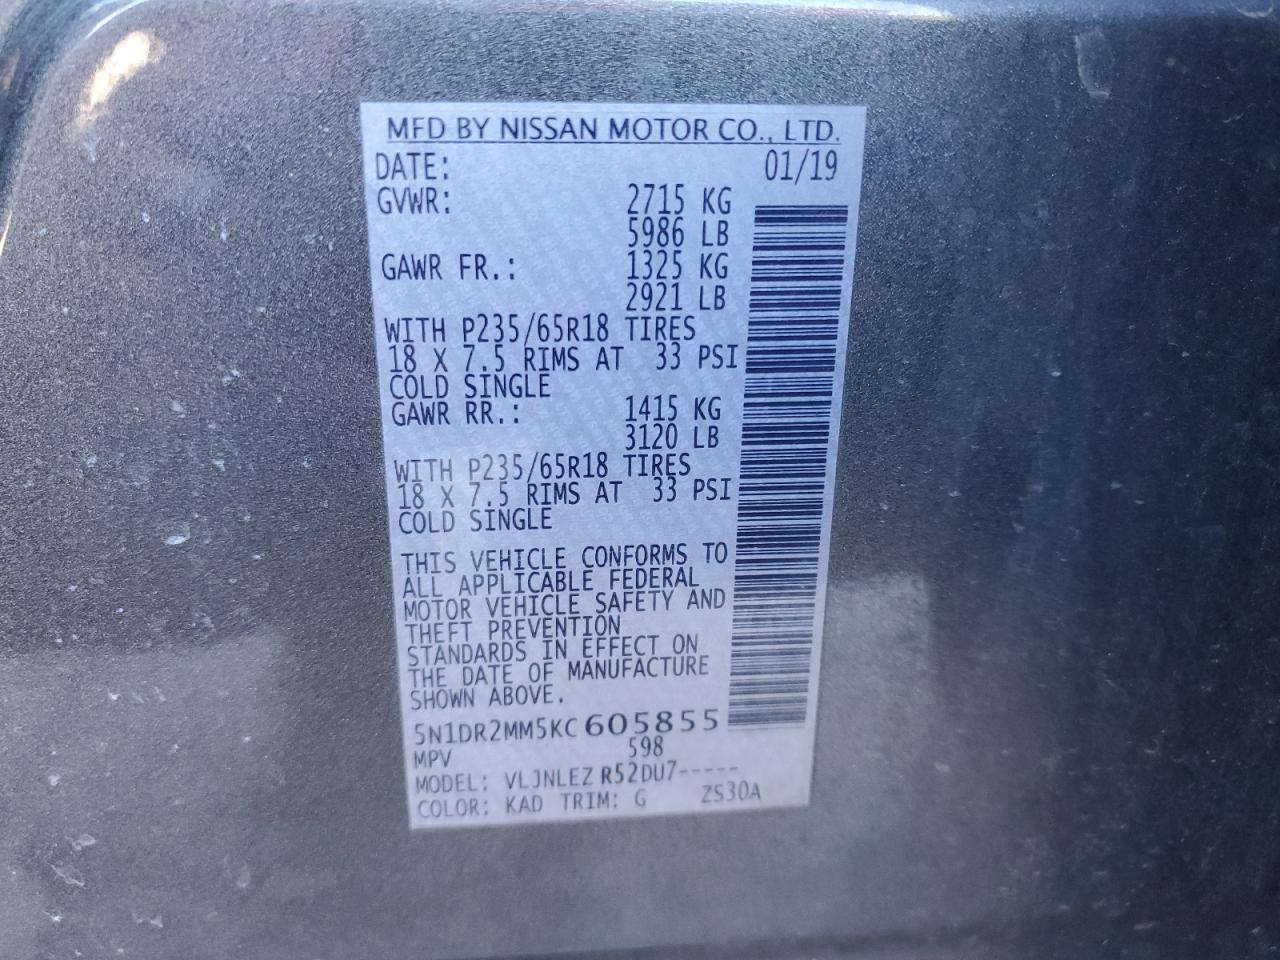 MFD BY NISSAN MOTOR CO., LTD.
DATE: 01/19
GVWR: 2715 KG
5986 LB
GAWR FR.: 1325 KG
2921 LB
WITH P235/65R18 TIRES
18 X 7.5 RIMS AT 33 PSI
COLD SINGLE
GAWR RR.: 1415 KG
3120 LB
WITH P235/65R18 TIRES
18 X 7.5 RIMS AT 33 PSI
COLD SINGLE
THIS VEHICLE CONFORMS TO
ALL APPLICABLE FEDERAL
MOTOR VEHICLE SAFETY AND
THEFT PREVENTION
STANDARDS IN EFFECT ON
THE DATE OF MANUFACTURE
SHOWN ABOVE.
5N1DR2MM5KC605855
MPV 598
MODEL: VLJNLEZ R52DU7-----
COLOR: KAD TRIM: G ZS30A